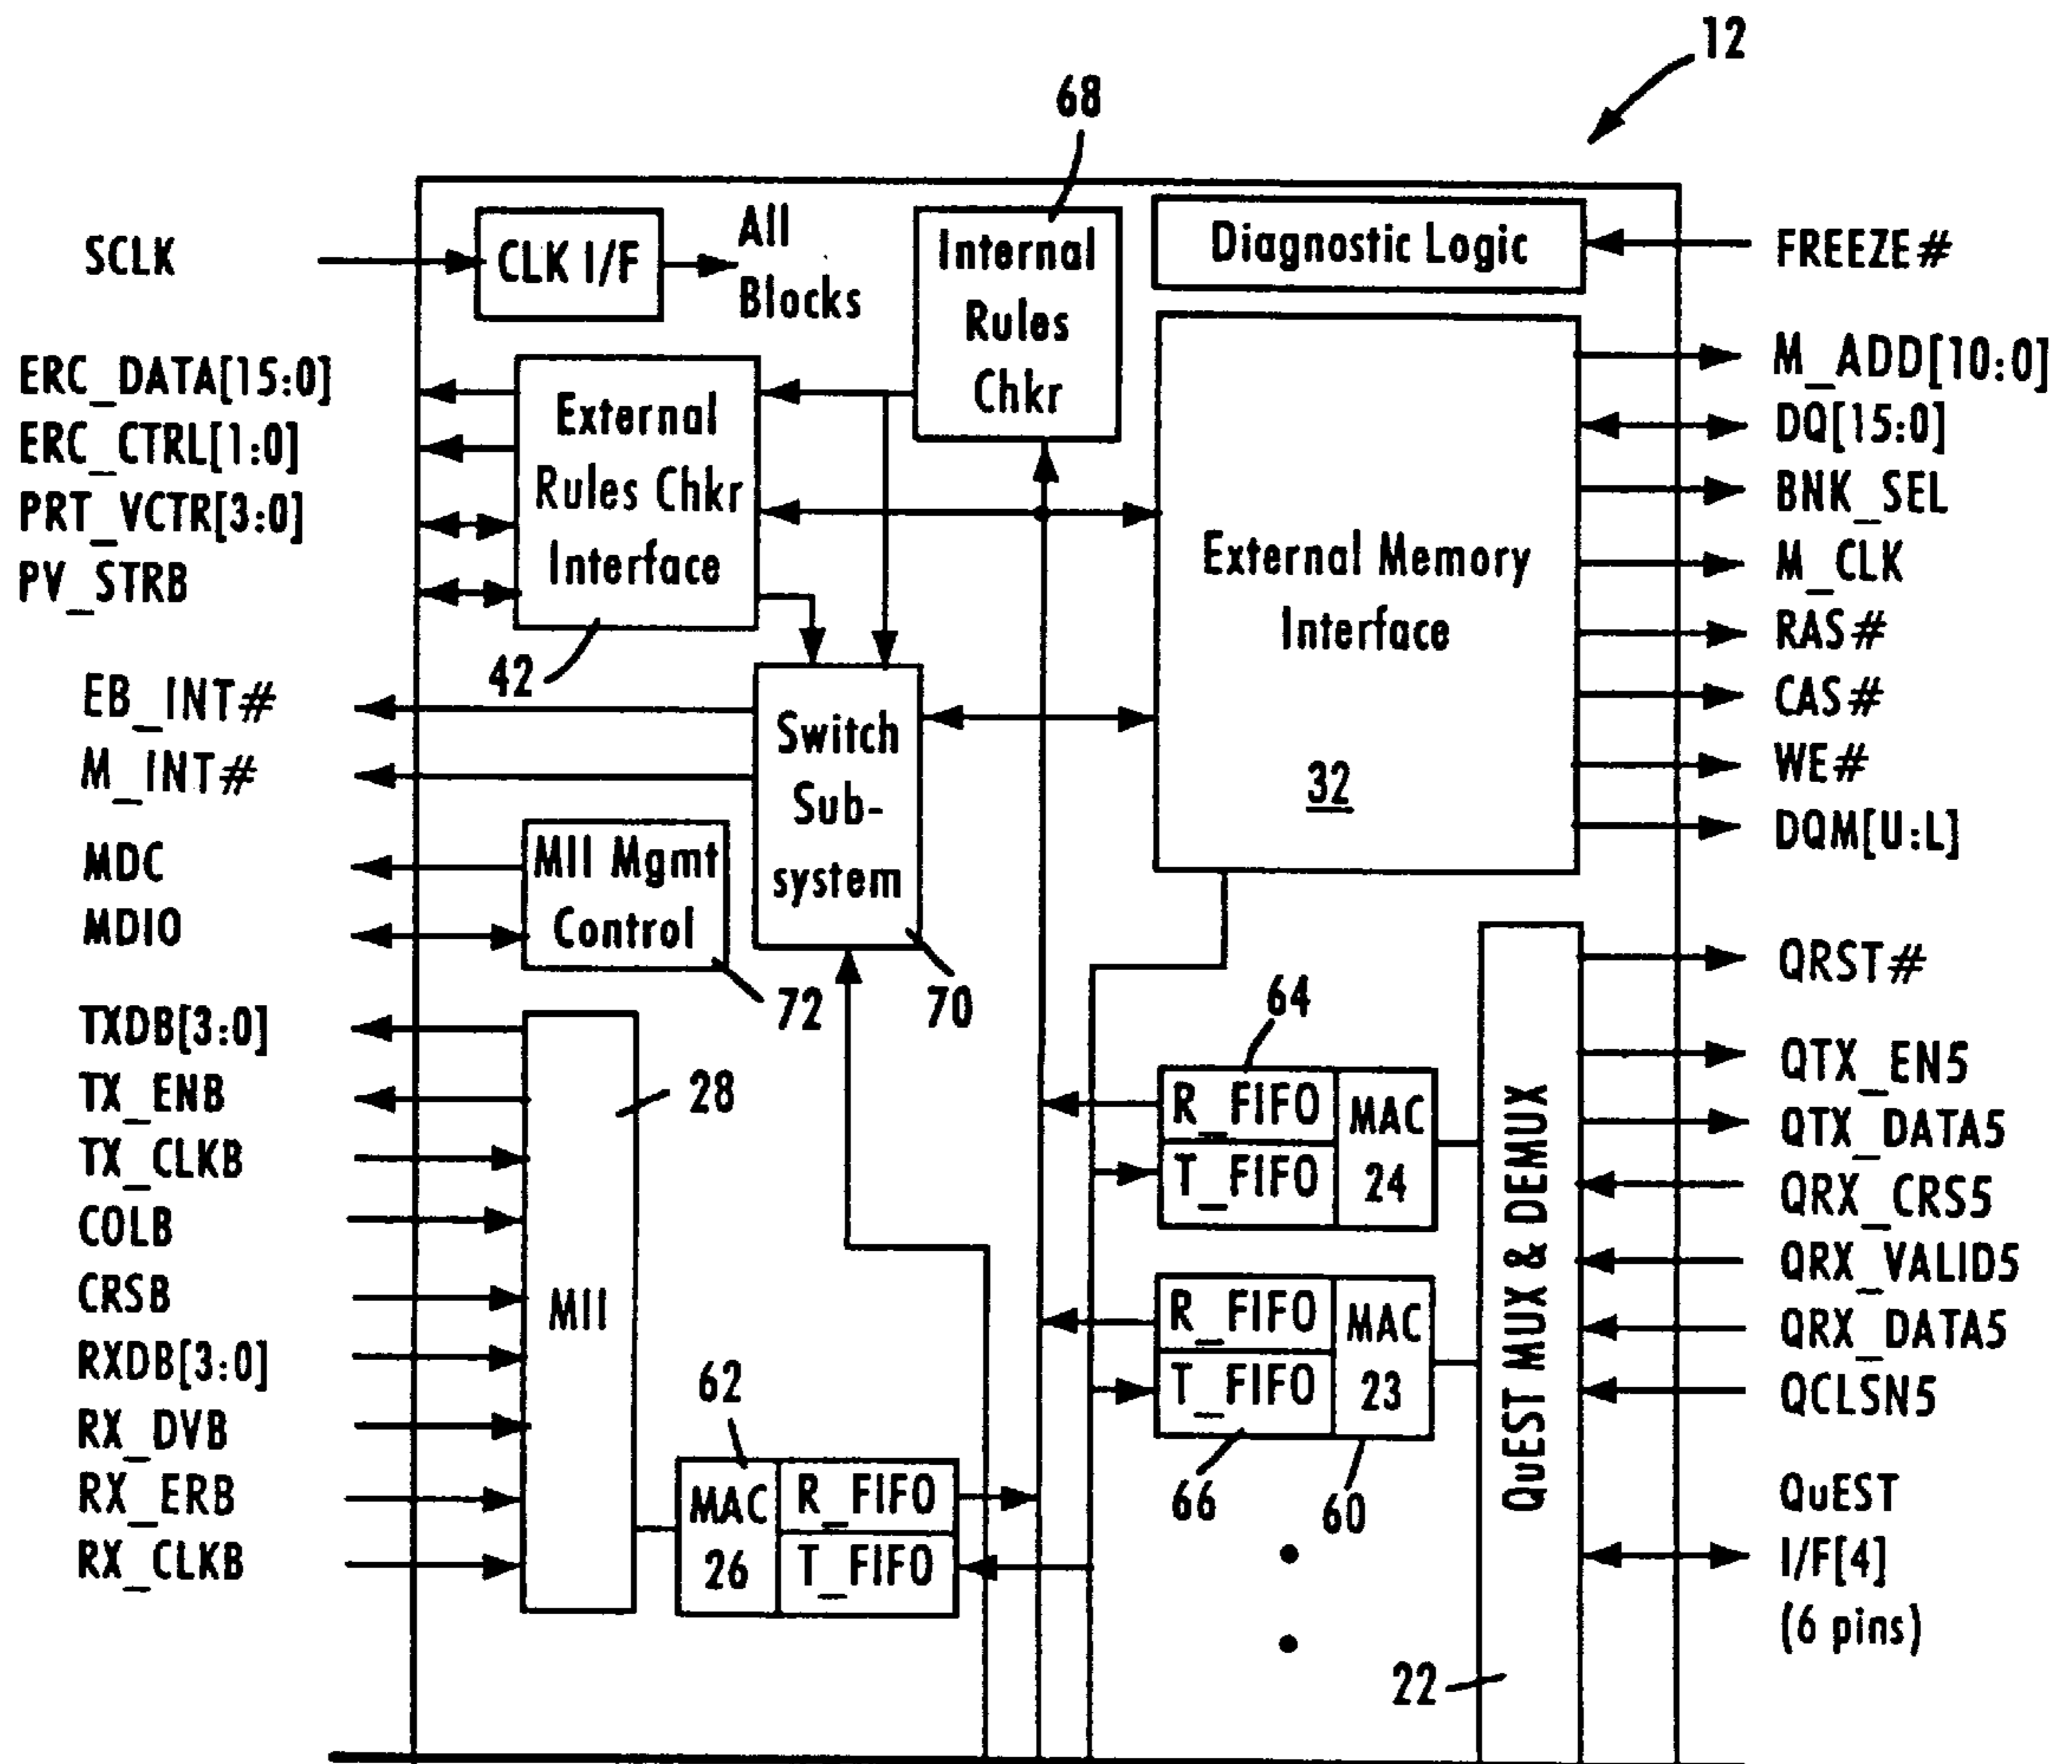 12
68
SCLK
CLK I/F
All
Blocks
Internal
Rules
Chkr
Diagnostic Logic
FREEZE#
ERC_DATA[15:0]
ERC_CTRL[1:0]
PRT_VCTR[3:0]
PV_STRB
External
Rules Chkr
Interface
42
External Memory
Interface
32
M_ADD[10:0]
DQ[15:0]
BNK_SEL
M_CLK
RAS#
CAS#
WE#
DQM[U:L]
EB_INT#
M_INT#
Switch
Sub-
system
70
MDC
MDIO
MII Mgmt
Control
72
TXDB[3:0]
TX_ENB
TX_CLKB
COLB
CRSB
RXDB[3:0]
RX_DVB
RX_ERB
RX_CLKB
MII
28
62
MAC
26
R_FIFO
T_FIFO
64
R_FIFO
T_FIFO
MAC
24
R_FIFO
T_FIFO
MAC
23
66
60
QuEST MUX & DEMUX
22
QRST#
QTX_EN5
QTX_DATA5
QRX_CRS5
QRX_VALID5
QRX_DATA5
QCLSN5
QuEST
I/F[4]
(6 pins)